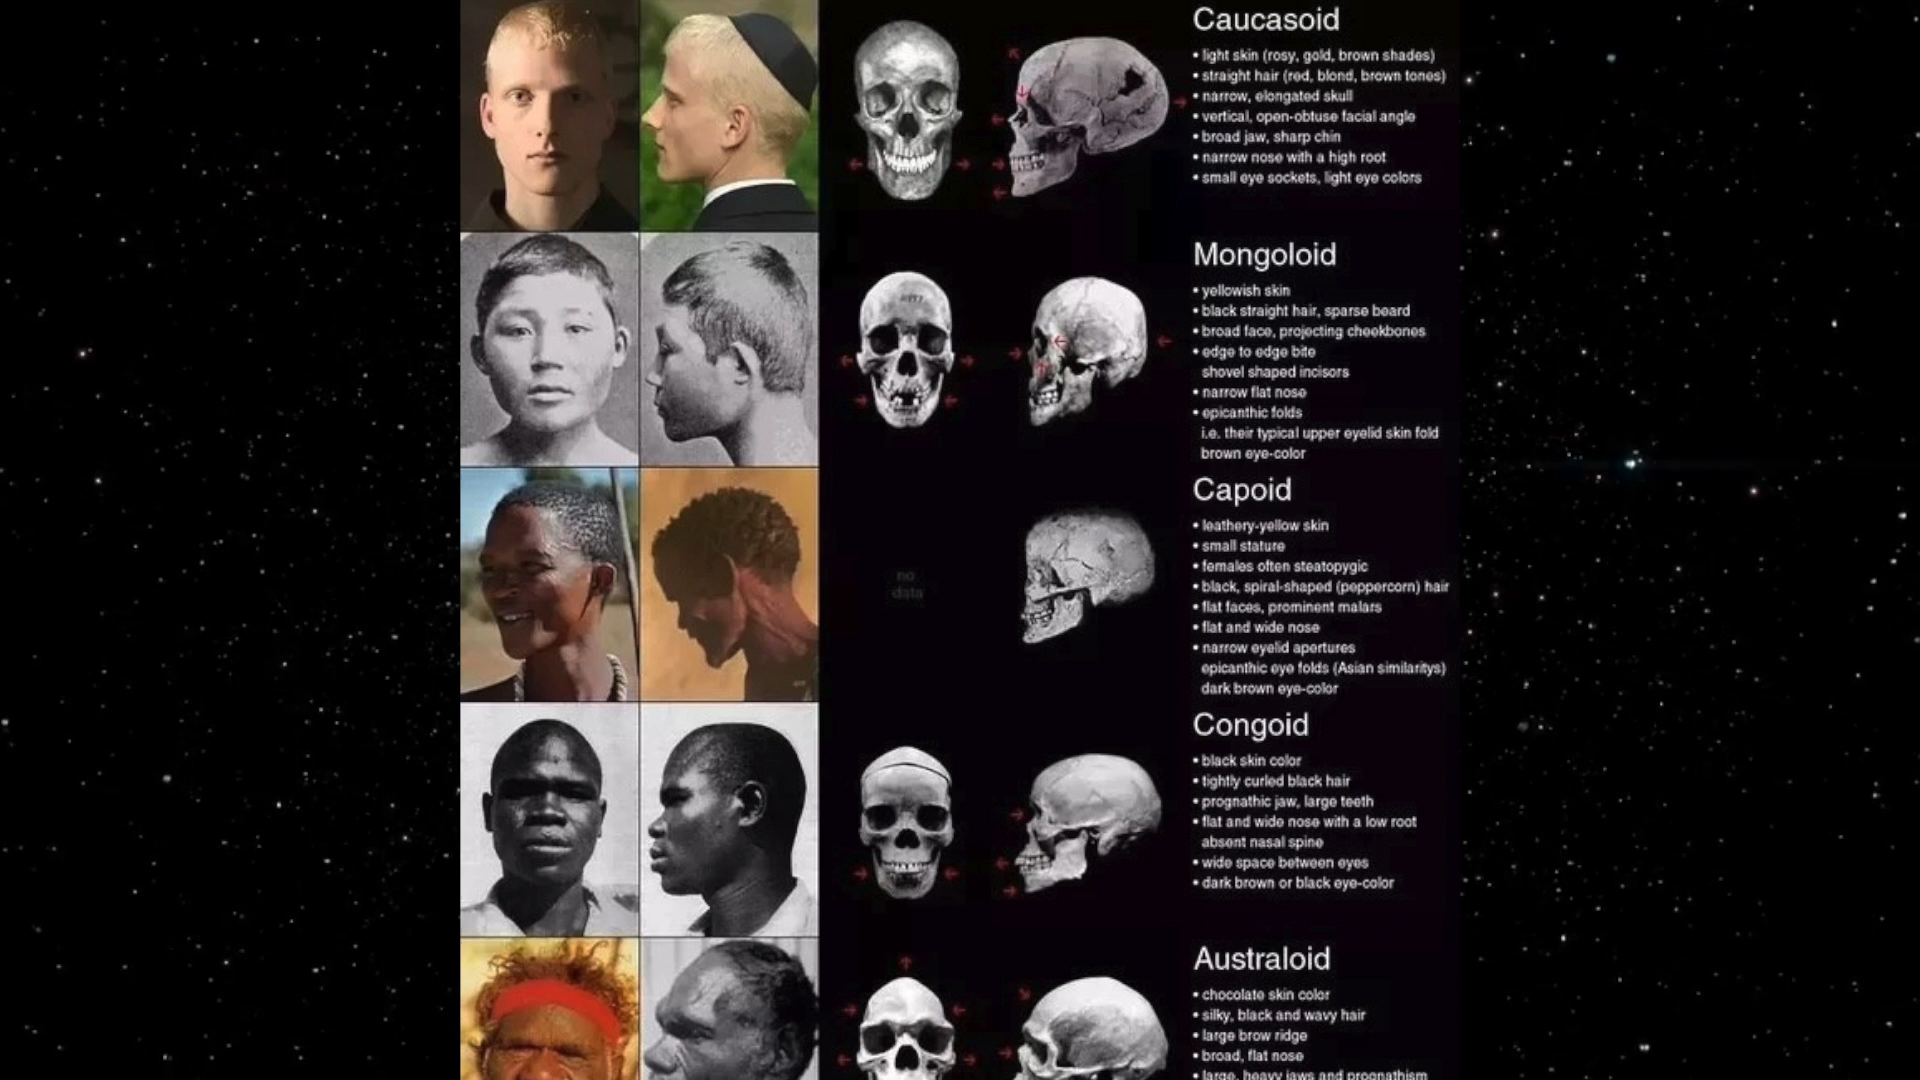 Caucasoid
• light skin (rosy, gold, brown shades)
• straight hair (red, blond, brown tones)
• narrow, elongated skull
• vertical, open-obtuse facial angle
• broad jaw, sharp chin
• narrow nose with a high root
• small eye sockets, light eye colors
Mongoloid
• yellowish skin
• black straight hair, sparse beard
• broad face, projecting cheekbones
• edge to edge bite
shovel shaped incisors
• narrow flat nose
• epicanthic folds
i.e. their typical upper eyelid skin fold
brown eye-color
Capoid
• leathery-yellow skin
• small stature
• females often steatopygic
• black, spiral-shaped (peppercorn) hair
• flat faces, prominent malars
• flat and wide nose
• narrow eyelid apertures
epicanthic eye folds (Asian similaritys)
dark brown eye-color
no
data
Congoid
• black skin color
• tightly curled black hair
• prognathic jaw, large teeth
• flat and wide nose with a low root
absent nasal spine
• wide space between eyes
• dark brown or black eye-color
Australoid
• chocolate skin color
• silky, black and wavy hair
• large brow ridge
• broad, flat nose
• large, heavy jaws and prognathism